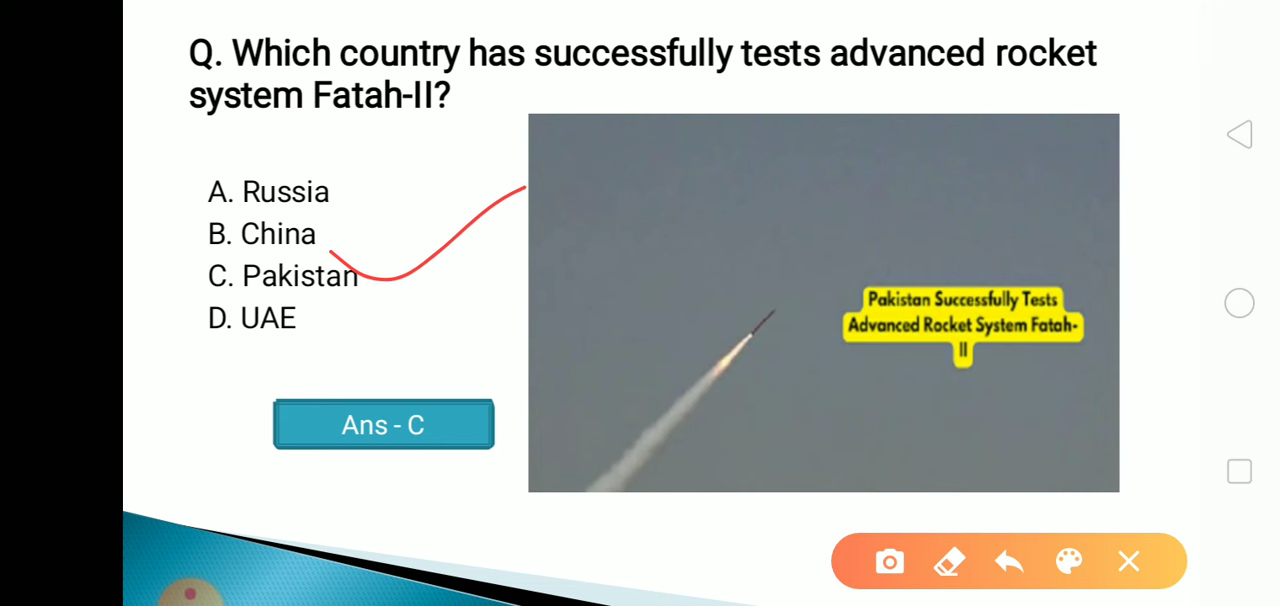 Q. Which country has successfully tests advanced rocket
system Fatah-II?
A. Russia
B. China
C. Pakistan
D. UAE
Ans - C
Pakistan Successfully Tests
Advanced Rocket System Fatah-
II